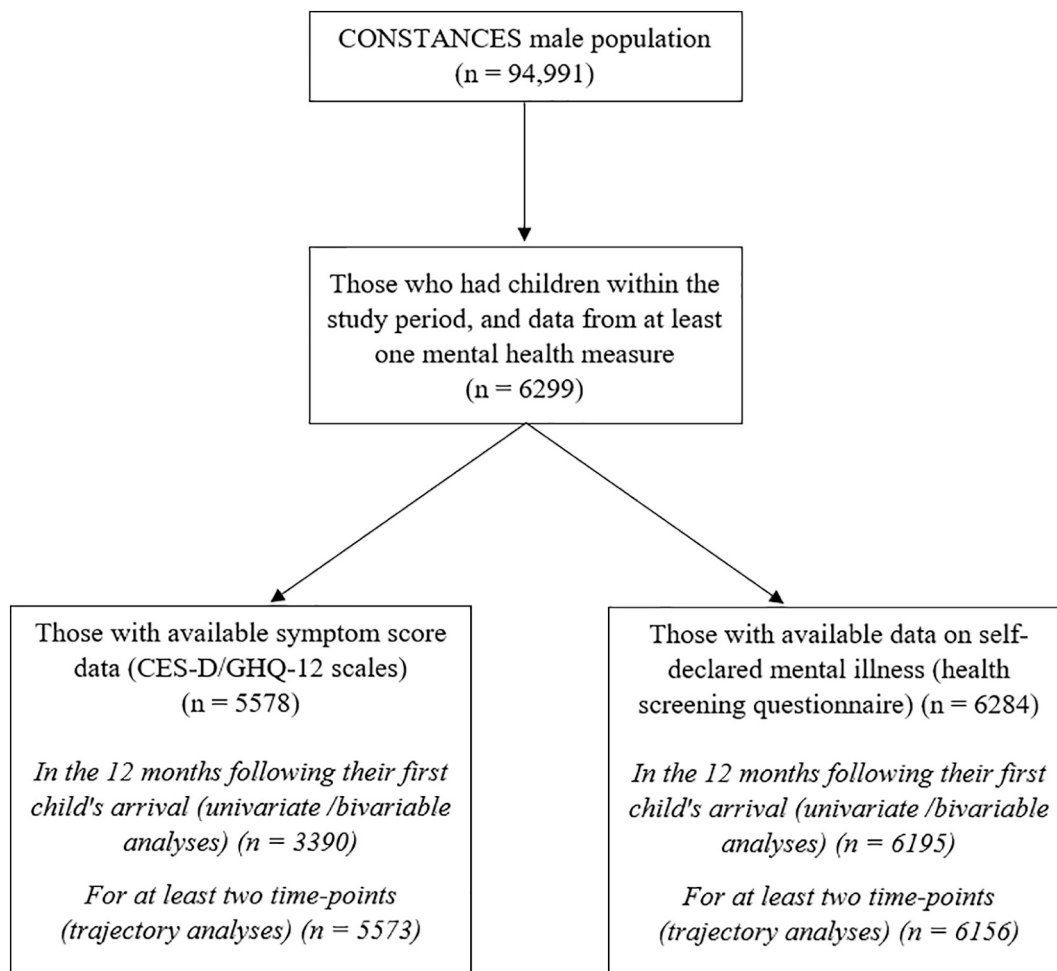 CONSTANCES male population
(n = 94,991)
Those who had children within the
study period, and data from at least
one mental health measure
(n = 6299)
Those with available symptom score
data (CES-D/GHQ-12 scales)
(n = 5578)
In the 12 months following their first
child's arrival (univariate /bivariable
analyses) (n = 3390)
For at least two time-points
(trajectory analyses) (n = 5573)
Those with available data on self-
declared mental illness (health
screening questionnaire) (n = 6284)
In the 12 months following their first
child's arrival (univariate /bivariable
analyses) (n = 6195)
For at least two time-points
(trajectory analyses) (n = 6156)